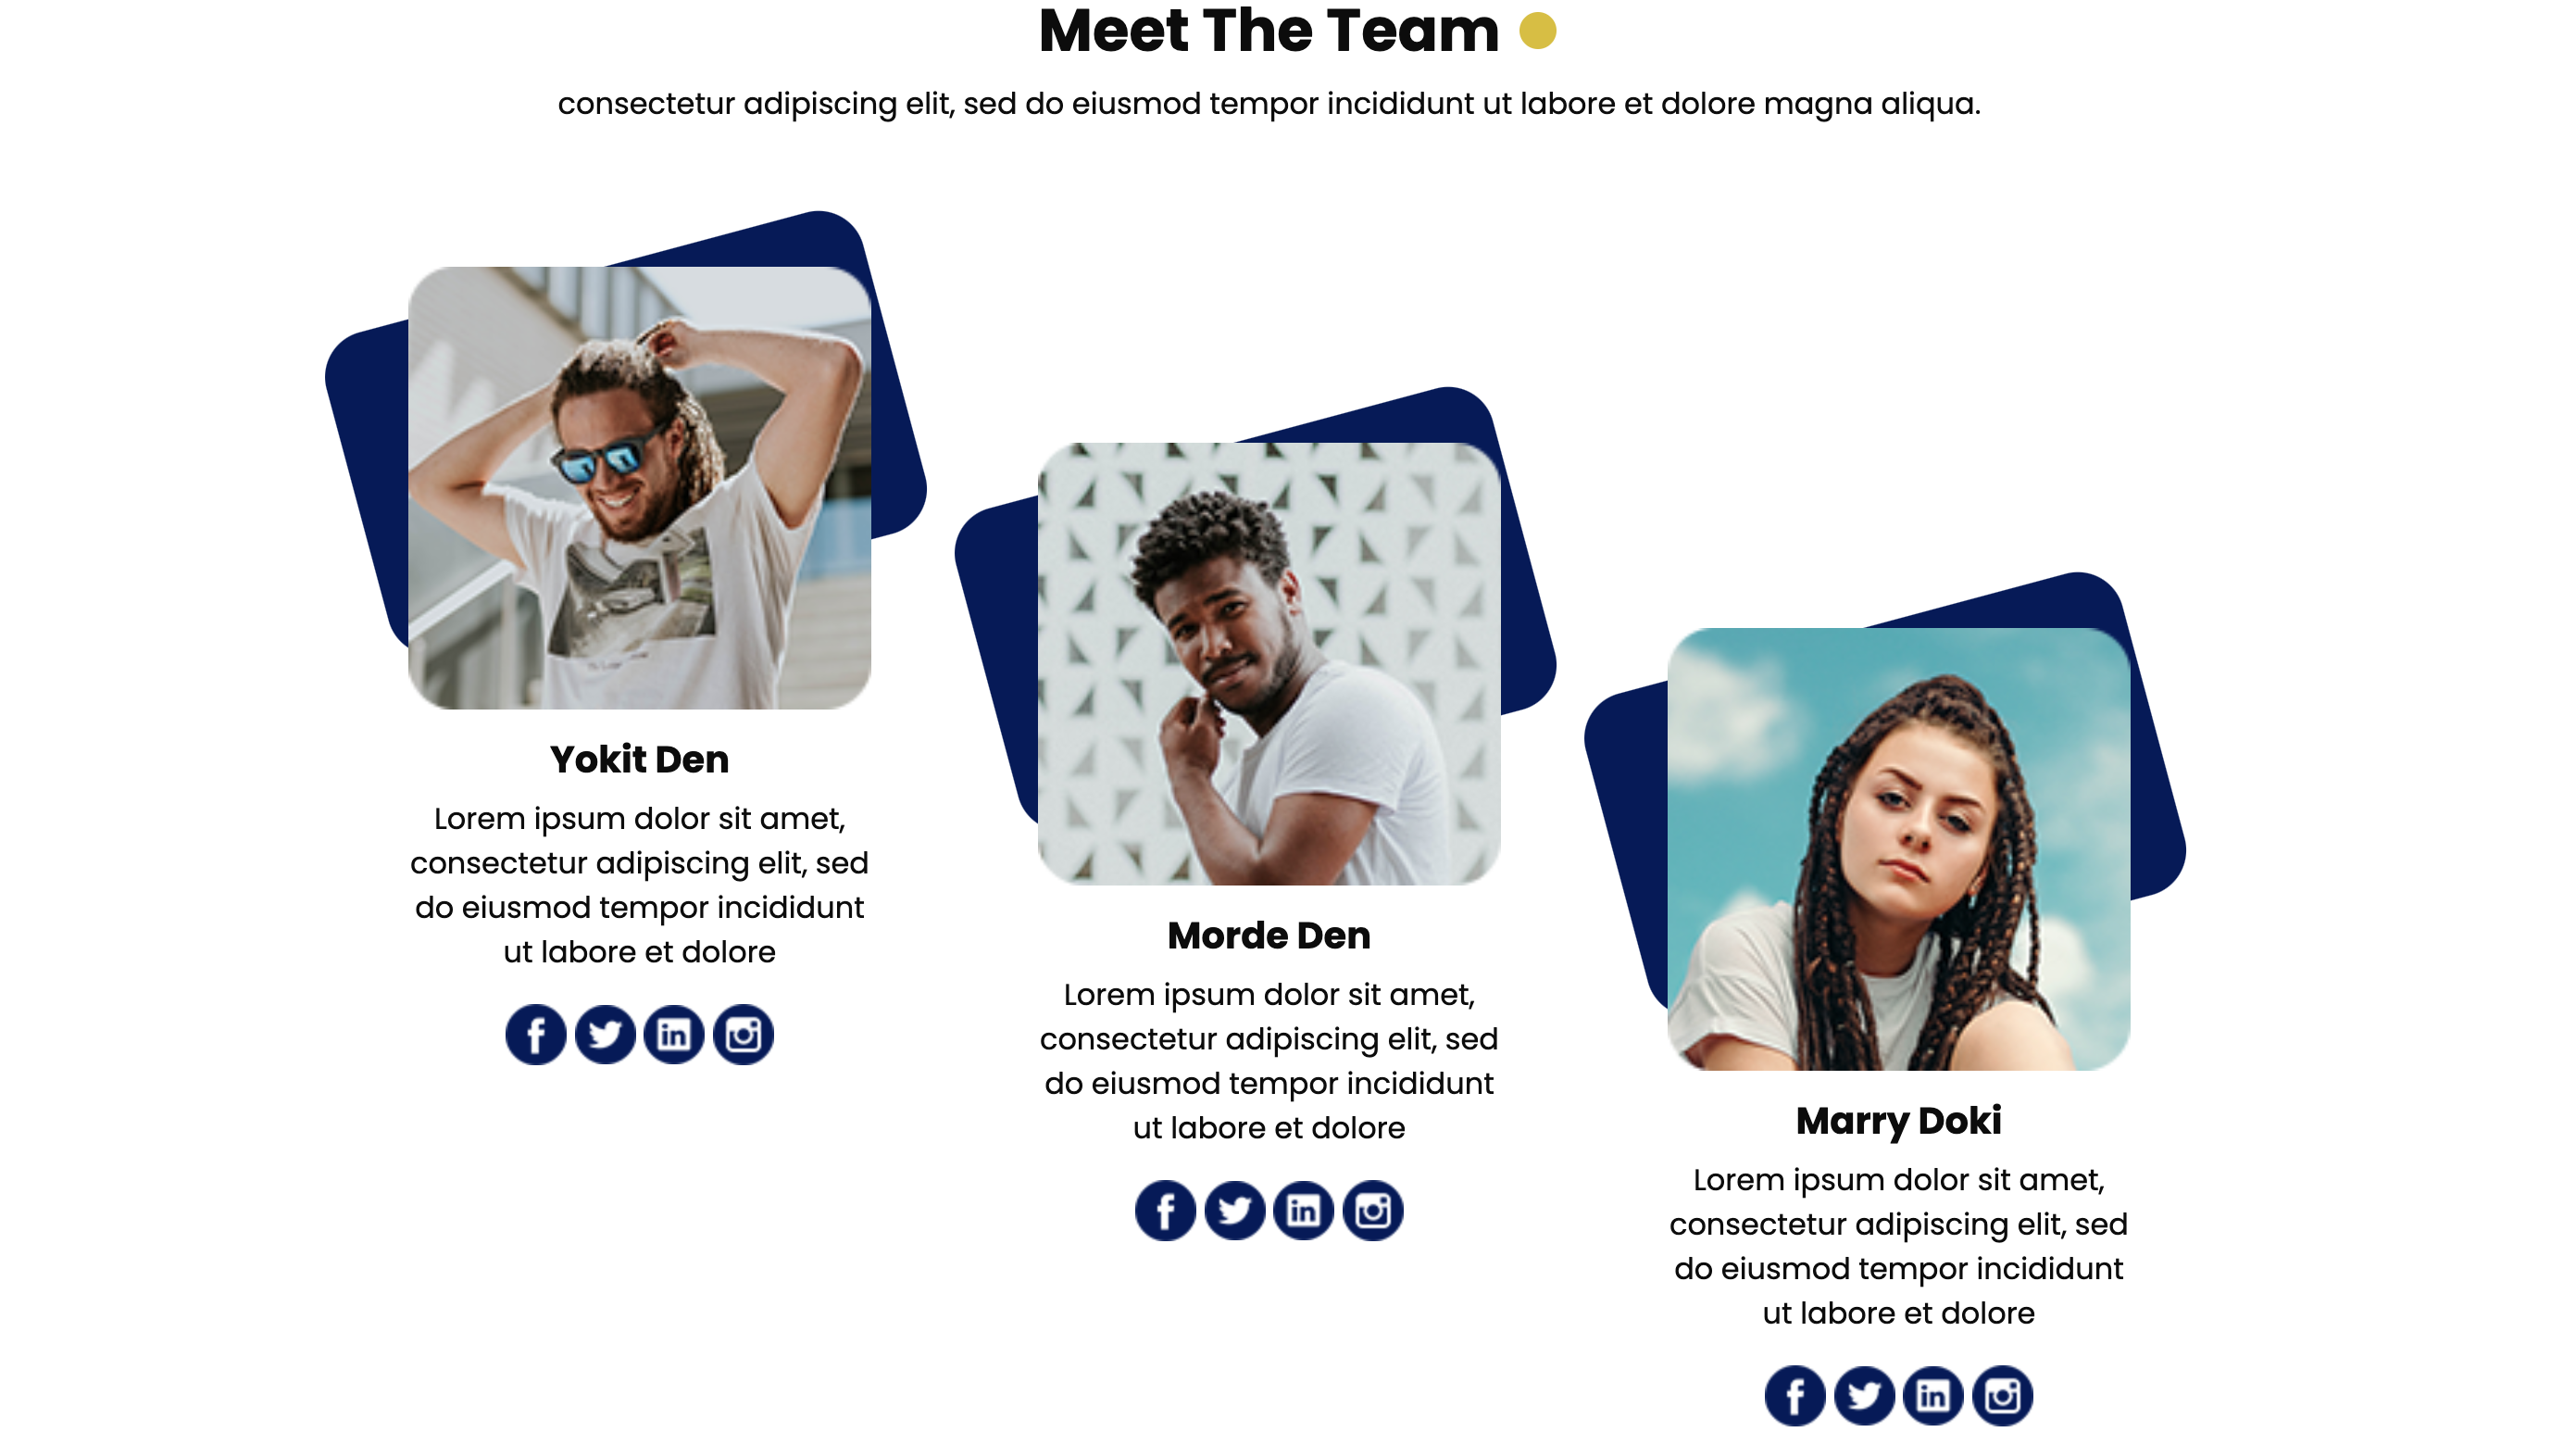 Meet The Team
consectetur adipiscing elit, sed do eiusmod tempor incididunt ut labore et dolore magna aliqua.
Yokit Den
Lorem ipsum dolor sit amet,
consectetur adipiscing elit, sed
do eiusmod tempor incididunt
ut labore et dolore
Morde Den
Lorem ipsum dolor sit amet,
consectetur adipiscing elit, sed
do eiusmod tempor incididunt
ut labore et dolore
Marry Doki
Lorem ipsum dolor sit amet,
consectetur adipiscing elit, sed
do eiusmod tempor incididunt
ut labore et dolore